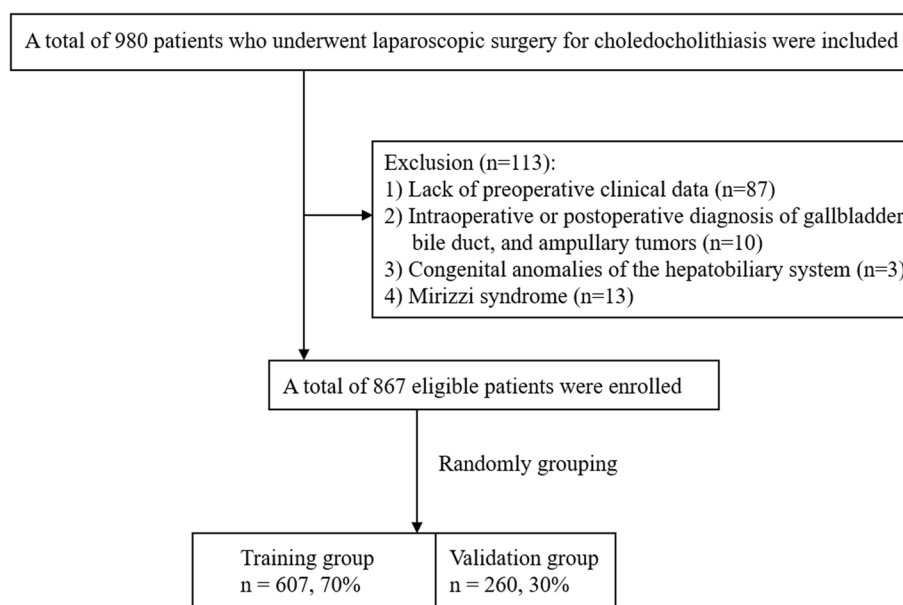 A total of 980 patients who underwent laparoscopic surgery for choledocholithiasis were included
Exclusion (n=113):
1) Lack of preoperative clinical data (n=87)
2) Intraoperative or postoperative diagnosis of gallbladder,
bile duct, and ampullary tumors (n=10)
3) Congenital anomalies of the hepatobiliary system (n=3)
4) Mirizzi syndrome (n=13)
A total of 867 eligible patients were enrolled
Randomly grouping
Training group
n = 607, 70%
Validation group
n = 260, 30%